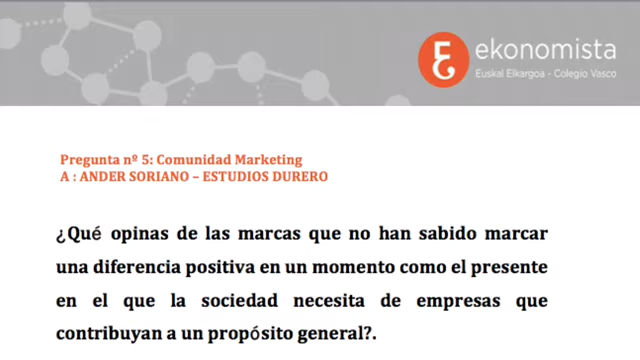 ekonomista
Euskal Elkargoa - Colegio Vasco
Pregunta nº 5: Comunidad Marketing
A : ANDER SORIANO – ESTUDIOS DURERO
¿Qué opinas de las marcas que no han sabido marcar
una diferencia positiva en un momento como el presente
en el que la sociedad necesita de empresas que
contribuyan a un propósito general?.